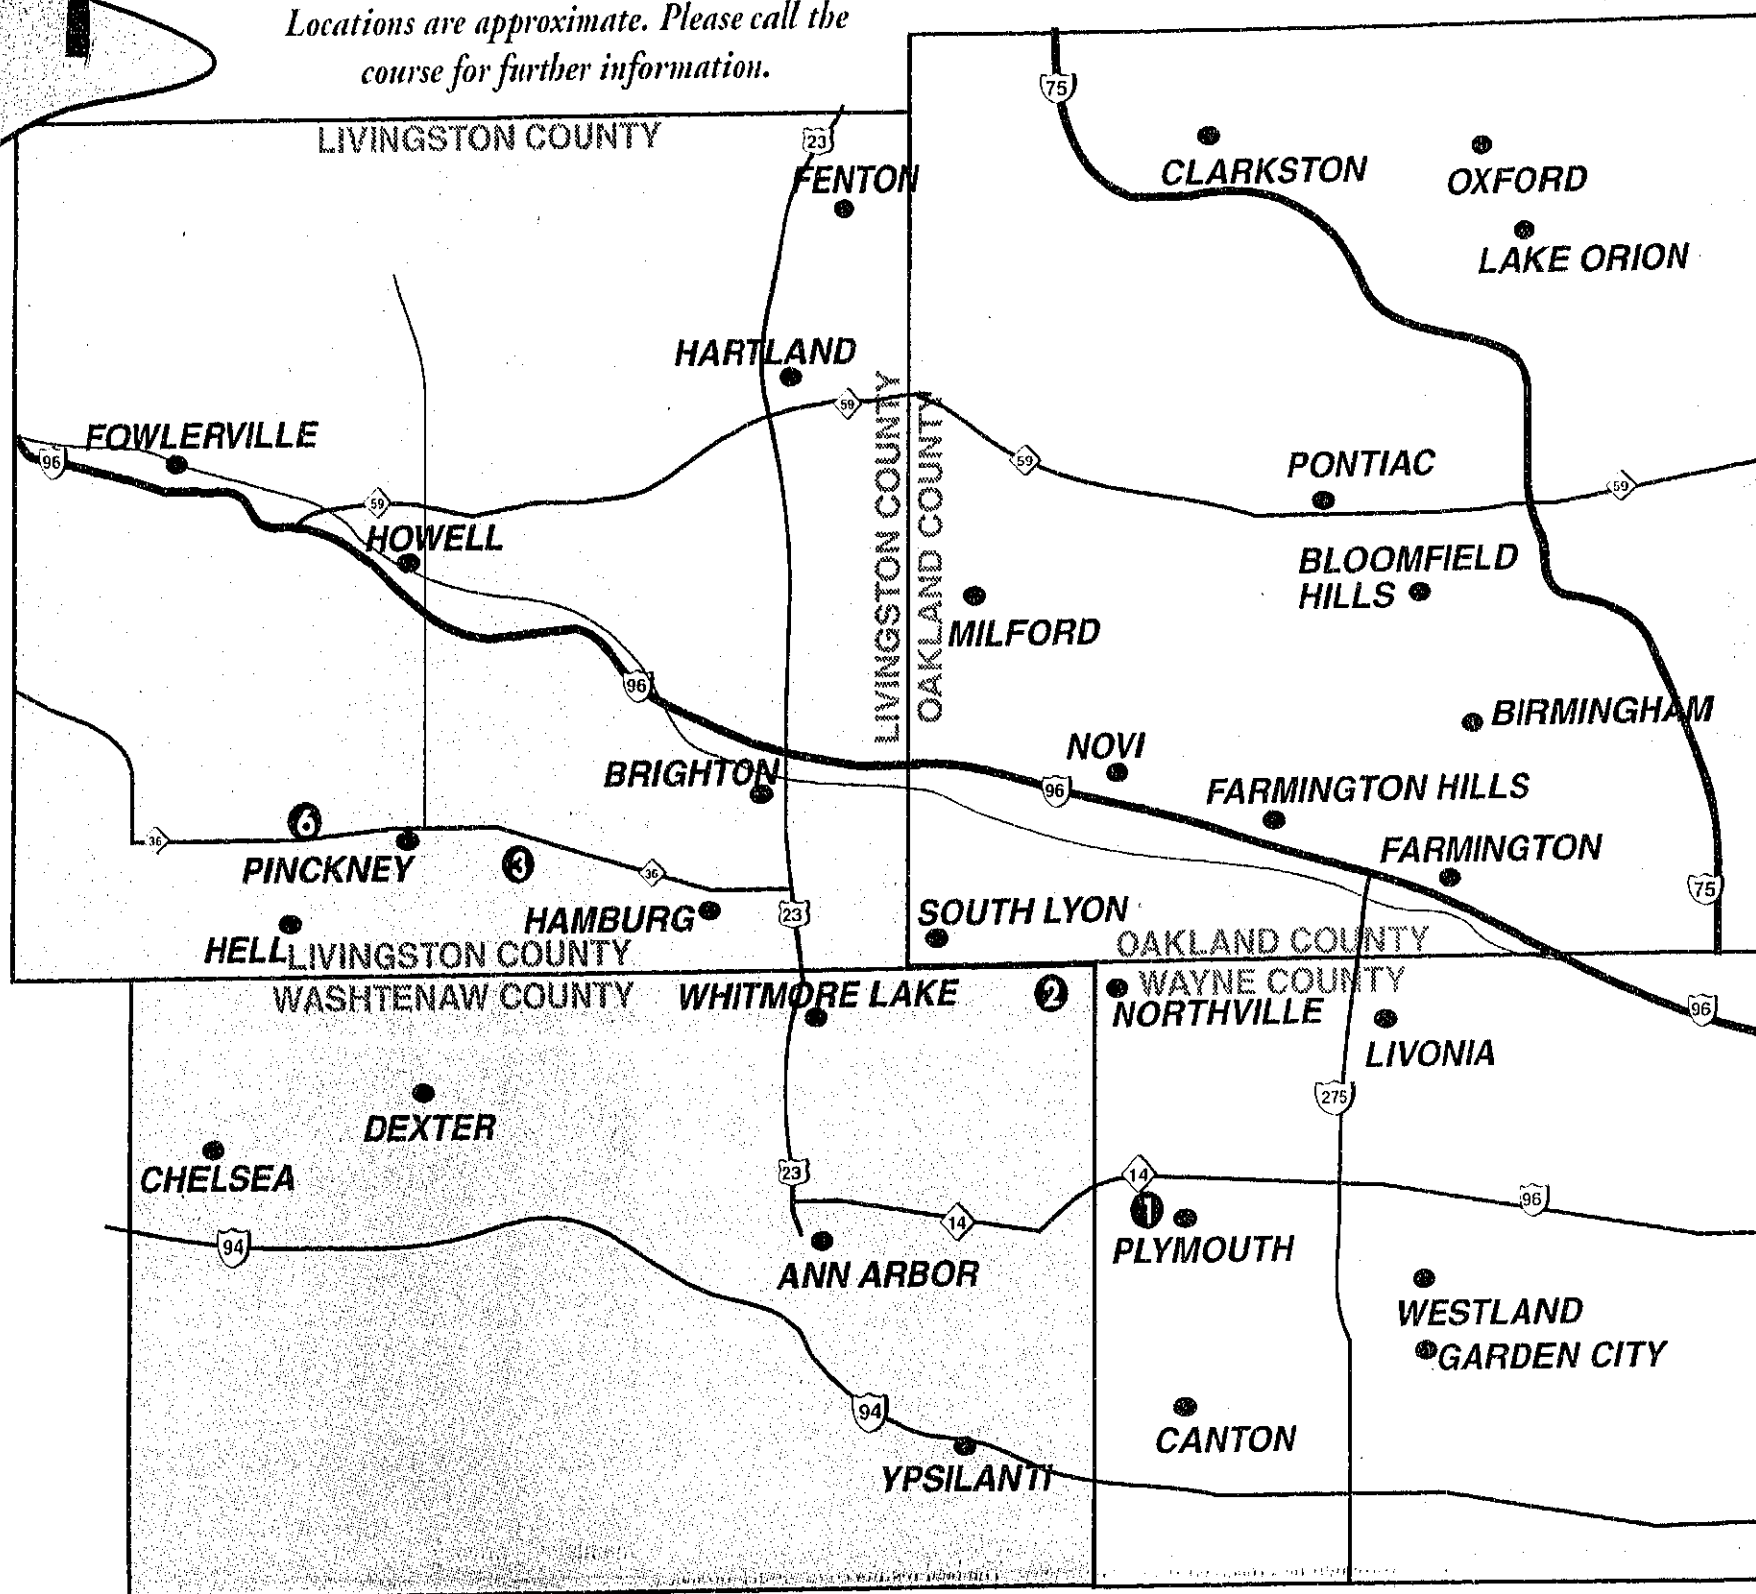 Locations are approximate. Please call the
course for further information.
75
LIVINGSTON COUNTY
23
CLARKSTON
OXFORD
FENTON
LAKE ORION
HARTLAND
59
FOWLERVILLE
96
59
PONTIAC
59
59
HOWELL
LIVINGSTON COUNTY
OAKLAND COUNTY
BLOOMFIELD
HILLS
MILFORD
96
BIRMINGHAM
NOVI
BRIGHTON
96
FARMINGTON HILLS
6
36
FARMINGTON
PINCKNEY
3
36
75
23
HAMBURG
SOUTH LYON
HELL
LIVINGSTON COUNTY
OAKLAND COUNTY
WASHTENAW COUNTY
WHITMORE LAKE
2
WAYNE COUNTY
NORTHVILLE
96
LIVONIA
275
DEXTER
CHELSEA
23
14
96
1
14
94
PLYMOUTH
ANN ARBOR
WESTLAND
GARDEN CITY
94
CANTON
YPSILANTI